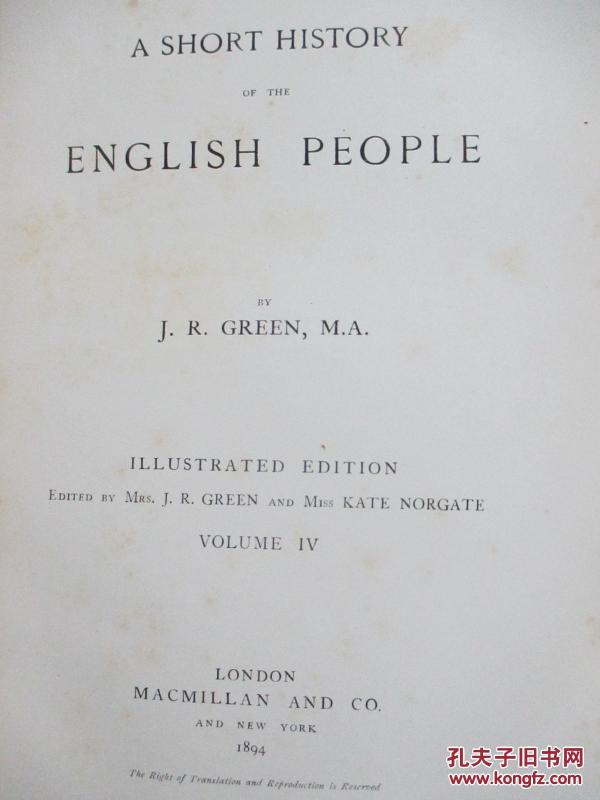 A SHORT HISTORY
OF THE
ENGLISH PEOPLE
BY
J. R. GREEN, M.A.
ILLUSTRATED EDITION
EDITED BY MRS. J. R. GREEN AND MISS KATE NORGATE
VOLUME IV
LONDON
MACMILLAN AND CO.
AND NEW YORK
1894
The Right of Translation and Reproduction is Reserved
孔夫子旧书网
www.kongfz.com